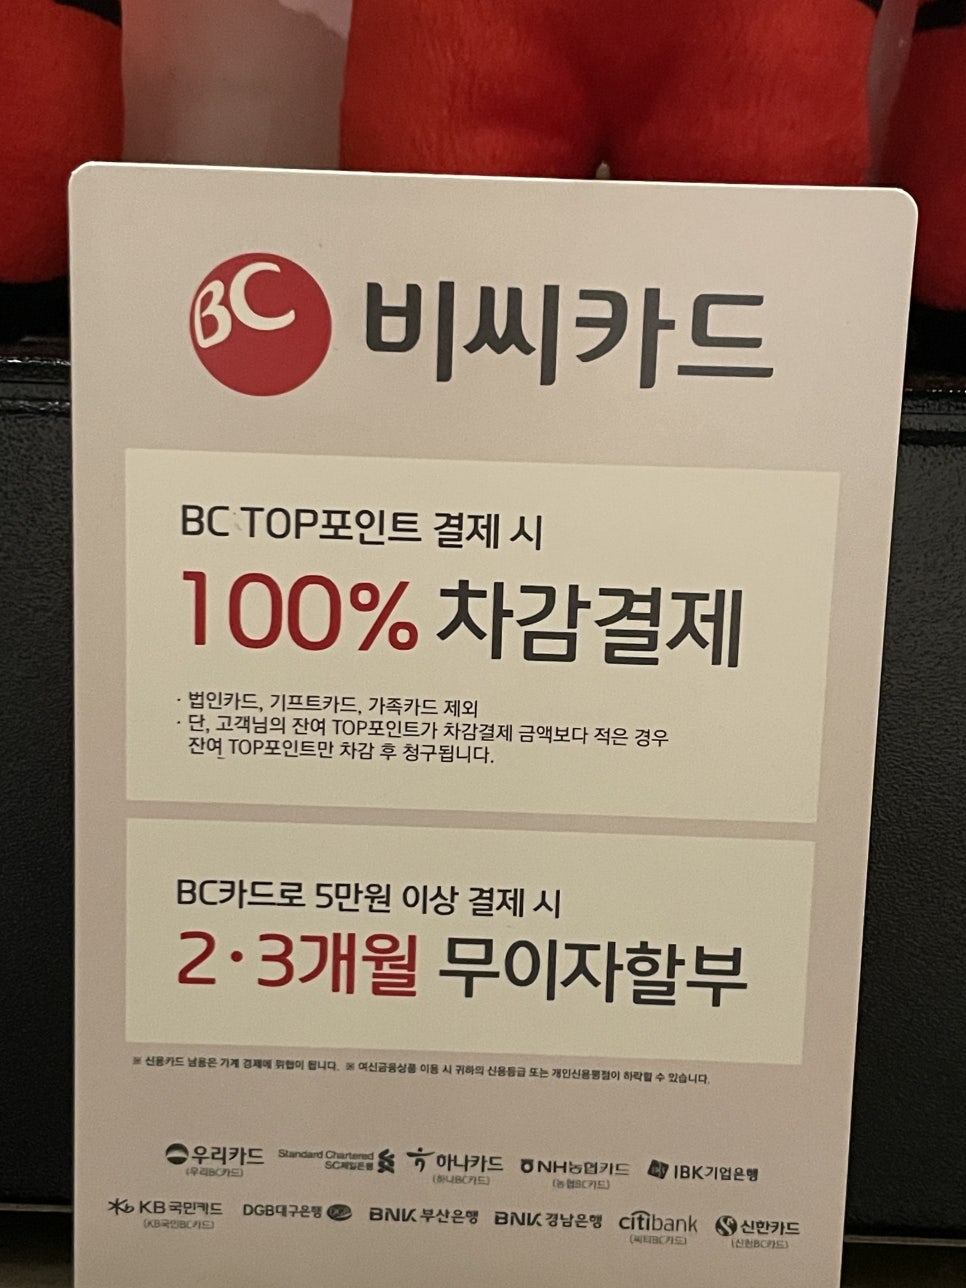 BC 비씨카드
BC TOP포인트 결제 시
100% 차감결제
· 법인카드, 기프트카드, 가족카드 제외
· 단, 고객님의 잔여 TOP포인트가 차감결제 금액보다 적은 경우
잔여 TOP포인트만 차감 후 청구됩니다.
BC카드로 5만원 이상 결제 시
2·3개월 무이자할부
※ 신용카드 남용은 가계 경제에 위협이 됩니다. ※ 여신금융상품 이용 시 귀하의 신용등급 또는 개인신용평점이 하락할 수 있습니다.
우리카드 Standard Chartered 하나카드 NH농협카드 IBK기업은행
(우리BC카드) SC제일은행 (하나BC카드) (농협BC카드)
KB국민카드 DGB대구은행 DGB BNK부산은행 BNK경남은행 citibank 신한카드
(KB국민BC카드) (씨티BC카드) (신한BC카드)